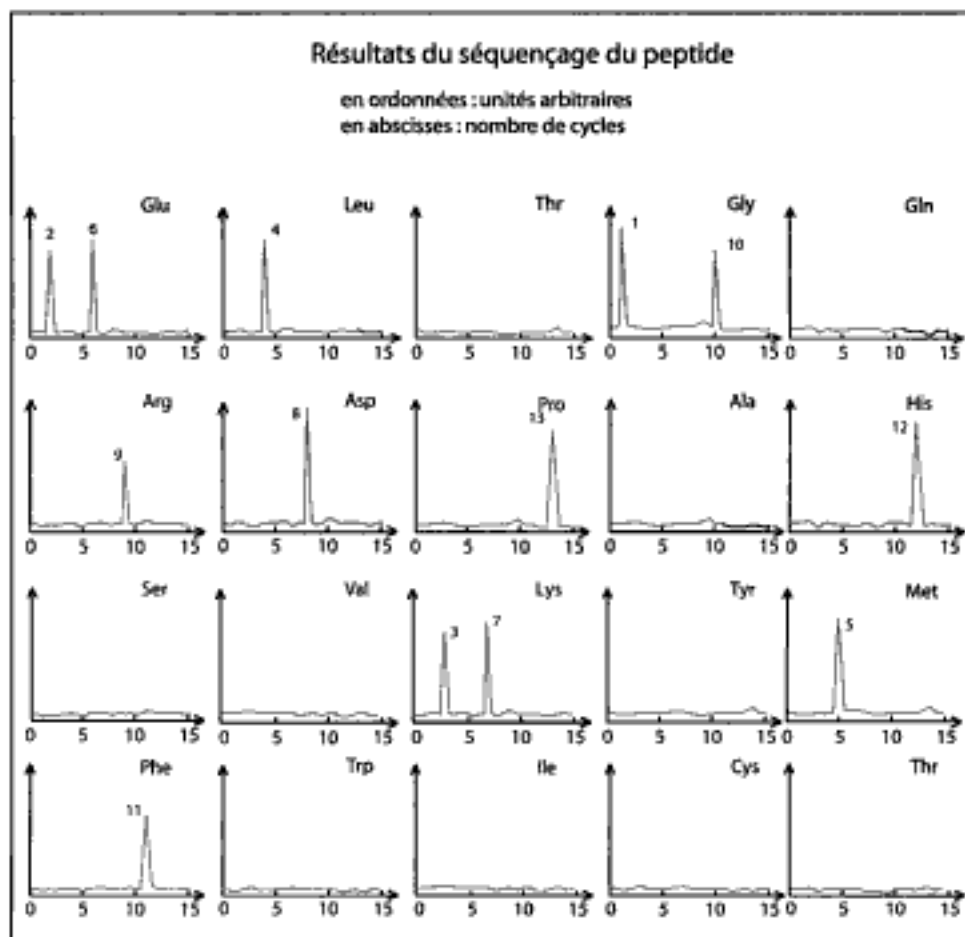 Résultats du séquençage du peptide
en ordonnées : unités arbitraires
en abscisses : nombre de cycles
Glu Leu Thr Gly Gln
2 6 4 1 10
0 5 10 15 0 5 10 15 0 5 10 15 0 5 10 15 0 5 10 15
Arg Asp Pro Ala His
9 8 13 12
0 5 10 15 0 5 10 15 0 5 10 15 0 5 10 15 0 5 10 15
Ser Val Lys Tyr Met
3 7 5
0 5 10 15 0 5 10 15 0 5 10 15 0 5 10 15 0 5 10 15
Phe Trp Ile Cys Thr
11
0 5 10 15 0 5 10 15 0 5 10 15 0 5 10 15 0 5 10 15